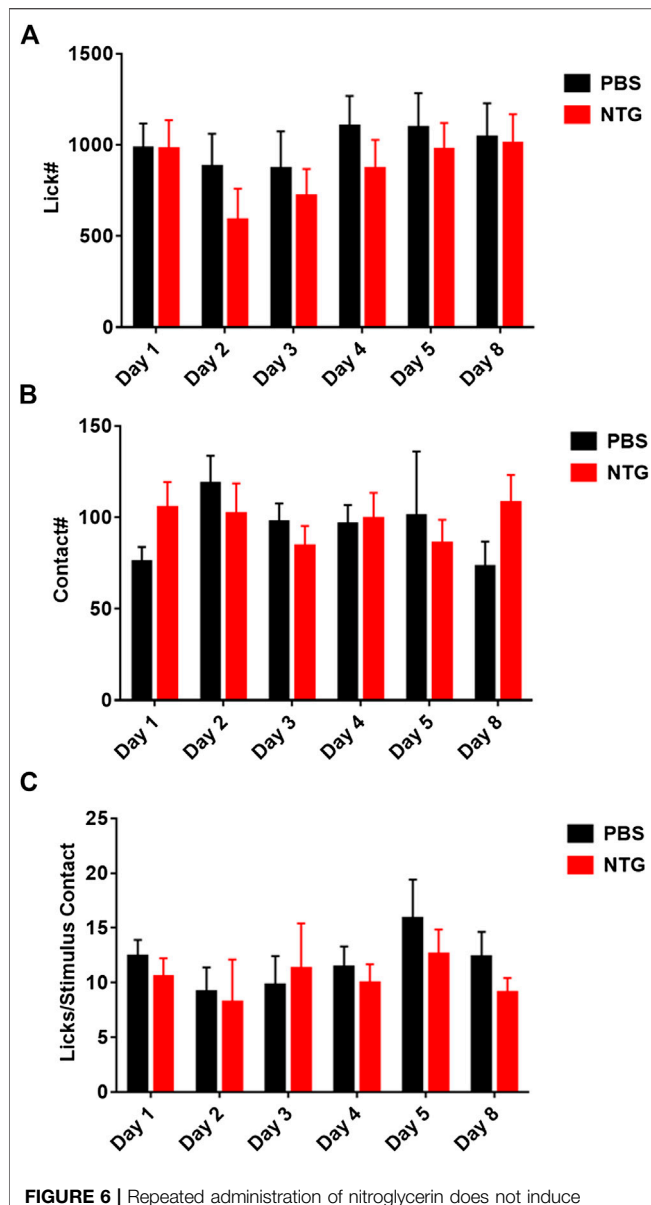 A
1500
1000
500
0
Lick#
PBS
NTG
Day 1
Day 2
Day 3
Day 4
Day 5
Day 8
B
150
100
50
0
Contact#
PBS
NTG
Day 1
Day 2
Day 3
Day 4
Day 5
Day 8
C
25
20
15
10
5
0
Licks/Stimulus Contact
PBS
NTG
Day 1
Day 2
Day 3
Day 4
Day 5
Day 8
FIGURE 6 | Repeated administration of nitroglycerin does not induce